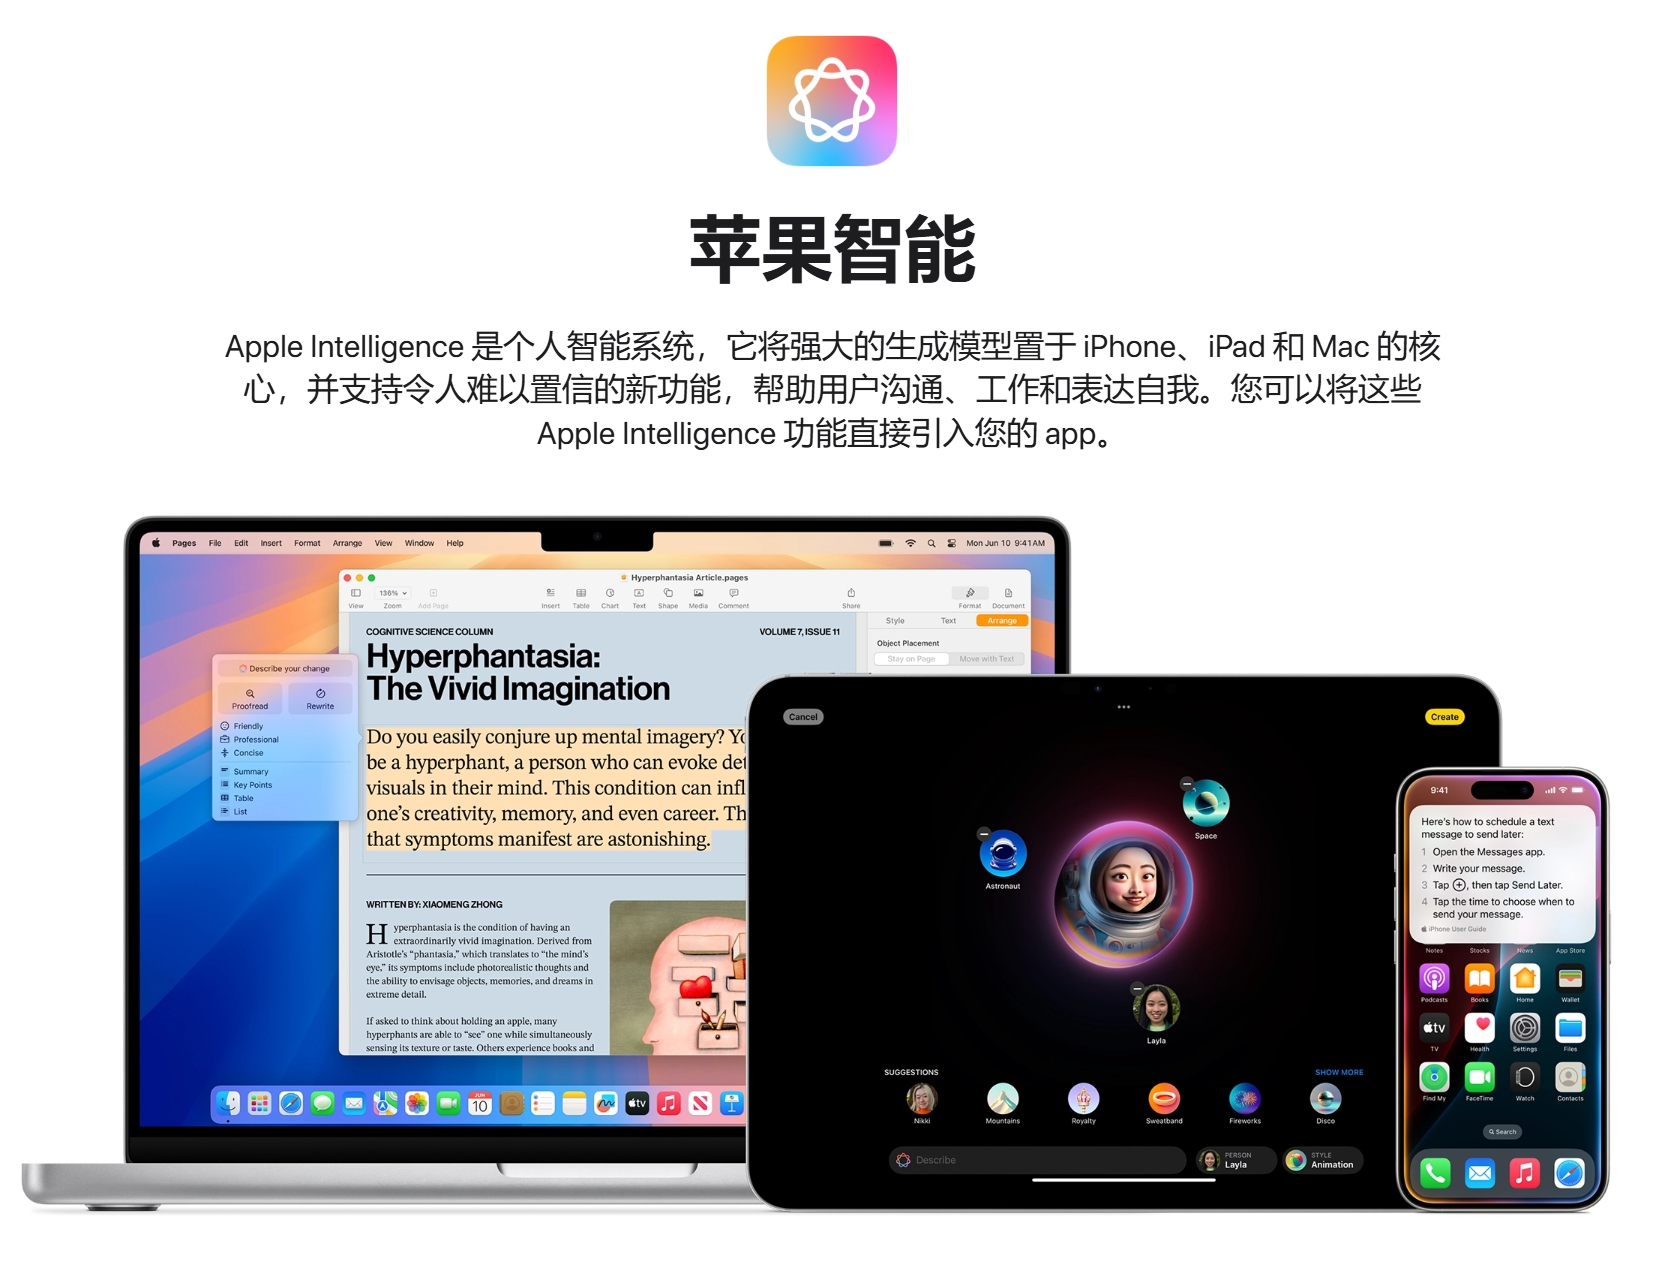 苹果智能
Apple Intelligence 是个人智能系统，它将强大的生成模型置于 iPhone、iPad 和 Mac 的核
心，并支持令人难以置信的新功能，帮助用户沟通、工作和表达自我。您可以将这些
Apple Intelligence 功能直接引入您的 app。
Pages File Edit Insert Format Arrange View Window Help
Mon Jun 10 9:41AM
Hyperphantasia Article.pages
136%
View Zoom Add Page Insert Table Chart Text Shape Media Comment Share Format Document
Style Text Arrange
Object Placement
Stay on Page Move with Text
Describe your change
Proofread Rewrite
Friendly
Professional
Concise
Summary
Key Points
Table
List
COGNITIVE SCIENCE COLUMN
VOLUME 7, ISSUE 11
Hyperphantasia:
The Vivid Imagination
Do you easily conjure up mental imagery? Yo
be a hyperphant, a person who can evoke det
visuals in their mind. This condition can infl
one's creativity, memory, and even career. Th
that symptoms manifest are astonishing.
WRITTEN BY: XIAOMENG ZHONG
Hyperphantasia is the condition of having an
extraordinarily vivid imagination. Derived from
Aristotle's “phantasia,” which translates to “the mind's
eye,” its symptoms include photorealistic thoughts and
the ability to envisage objects, memories, and dreams in
extreme detail.
If asked to think about holding an apple, many
hyperphants are able to “see” one while simultaneously
sensing its texture or taste. Others experience books and
JUN
10
tv
Cancel
Create
Space
Astronaut
Layla
SUGGESTIONS
SHOW MORE
Nikki Mountains Royalty Sweatband Fireworks Disco
Describe
PERSON
Layla
STYLE
Animation
9:41
Here's how to schedule a text
message to send later:
1 Open the Messages app.
2 Write your message.
3 Tap ⊕, then tap Send Later.
4 Tap the time to choose when to
send your message.
iPhone User Guide
Notes Stocks News App Store
Podcasts Books Home Wallet
tv
TV Health Settings Files
Find My FaceTime Watch Contacts
Search